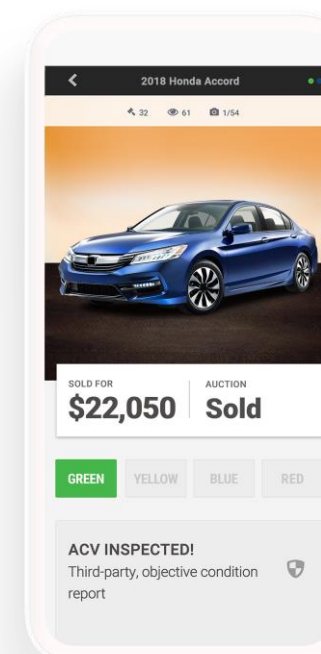 2018 Honda Accord
32 61 1/54
SOLD FOR AUCTION
$22,050 Sold
GREEN YELLOW BLUE RED
ACV INSPECTED!
Third-party, objective condition
report